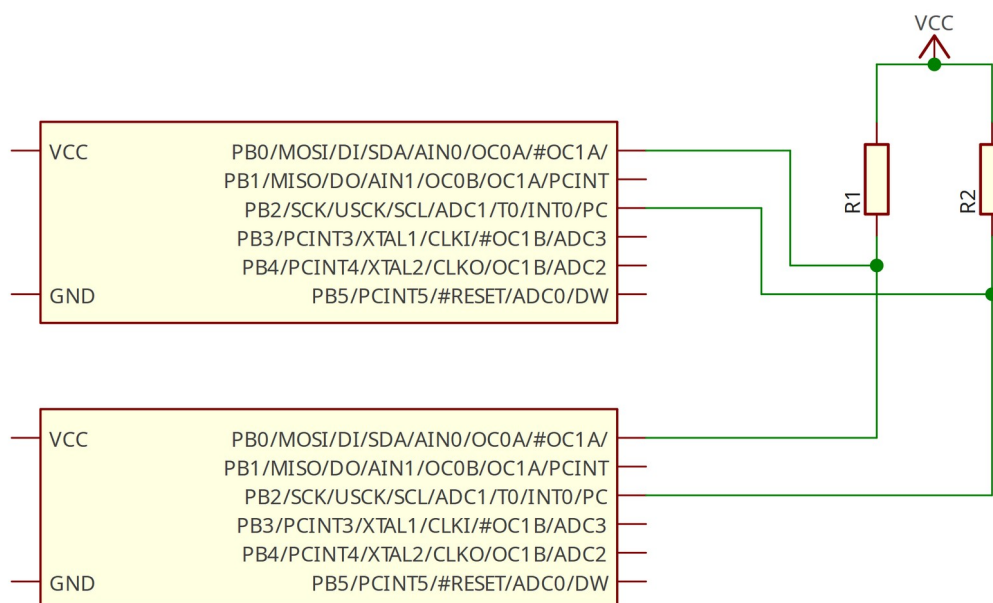 VCC
VCC
PB0/MOSI/DI/SDA/AIN0/OC0A/#OC1A/
PB1/MISO/DO/AIN1/OC0B/OC1A/PCINT
PB2/SCK/USCK/SCL/ADC1/T0/INT0/PC
PB3/PCINT3/XTAL1/CLKI/#OC1B/ADC3
PB4/PCINT4/XTAL2/CLKO/OC1B/ADC2
GND
PB5/PCINT5/#RESET/ADC0/DW
R1
R2
VCC
PB0/MOSI/DI/SDA/AIN0/OC0A/#OC1A/
PB1/MISO/DO/AIN1/OC0B/OC1A/PCINT
PB2/SCK/USCK/SCL/ADC1/T0/INT0/PC
PB3/PCINT3/XTAL1/CLKI/#OC1B/ADC3
PB4/PCINT4/XTAL2/CLKO/OC1B/ADC2
GND
PB5/PCINT5/#RESET/ADC0/DW